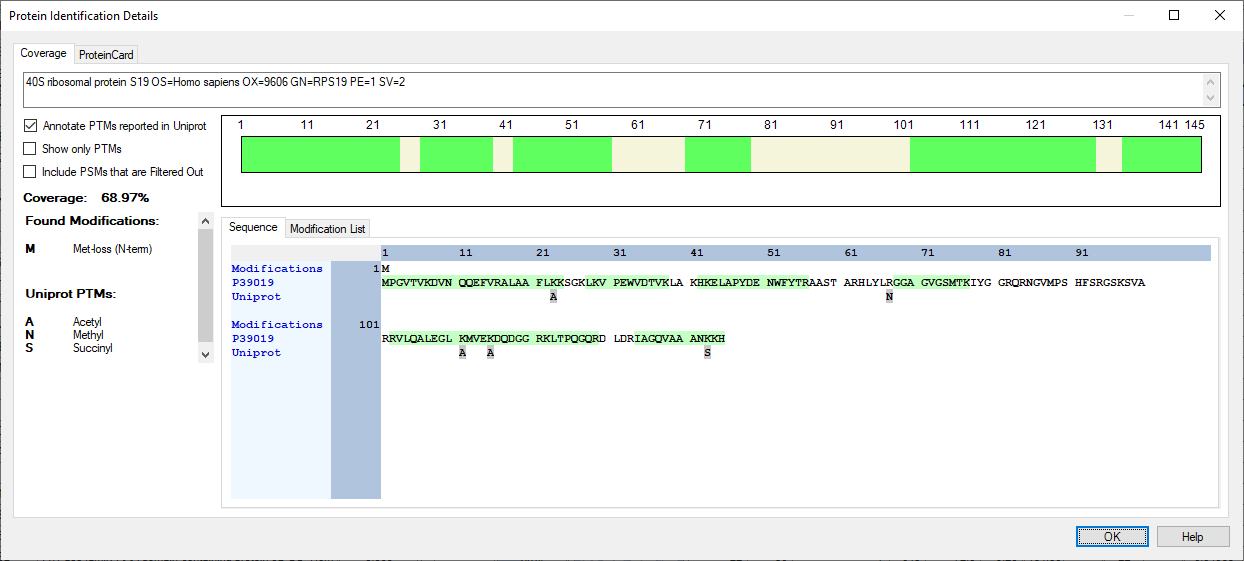 Protein Identification Details
Coverage ProteinCard
40S ribosomal protein S19 OS=Homo sapiens OX=9606 GN=RPS19 PE=1 SV=2
Annotate PTMs reported in Uniprot
Show only PTMs
Include PSMs that are Filtered Out
Coverage: 68.97%
1 11 21 31 41 51 61 71 81 91 101 111 121 131 141 145
Found Modifications:
M Met-loss (N-term)
Uniprot PTMs:
A Acetyl
N Methyl
S Succinyl
Sequence Modification List
1 11 21 31 41 51 61 71 81 91
Modifications 1 M
P39019 MPGVTVKDVN QQEFVRALAA FLKKSGKLKV PEWVDTVKLA KHKELAPYDE NWFYTRAAST ARHLYLRGGA GVGSMTKIYG GRQRNGVMPS HFSRGSKSVA
Uniprot A N
Modifications 101
P39019 RRVLQALEGL KMVEKDQDGG RKLTPQGQRD LDRIAGQVAA ANKKH
Uniprot A A S
OK Help